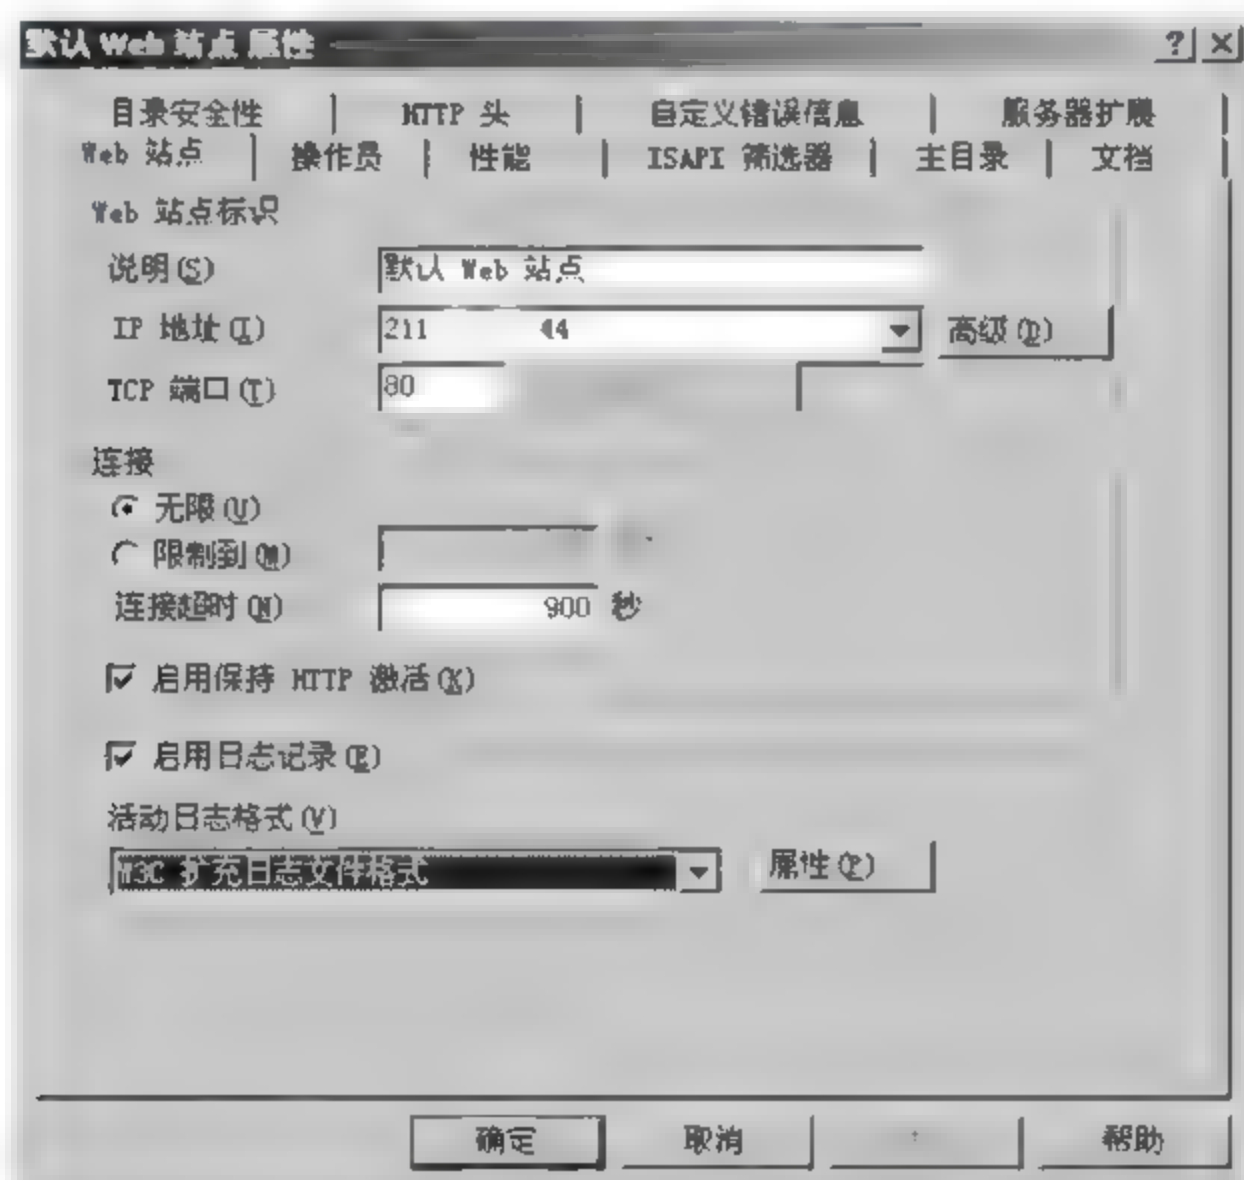 默认 Web 站点 属性
目录安全性 HTTP 头 自定义错误信息 服务器扩展
Web 站点 操作员 性能 ISAPI 筛选器 主目录 文档
Web 站点标识
说明(S) 默认 Web 站点
IP 地址(I) 211 44 高级(D)
TCP 端口(T) 80
连接
无限(U)
限制到(M)
连接超时(N) 900 秒
启用保持 HTTP 激活(K)
启用日志记录(E)
活动日志格式(V)
W3C 扩充日志文件格式 属性(P)
确定 取消 帮助